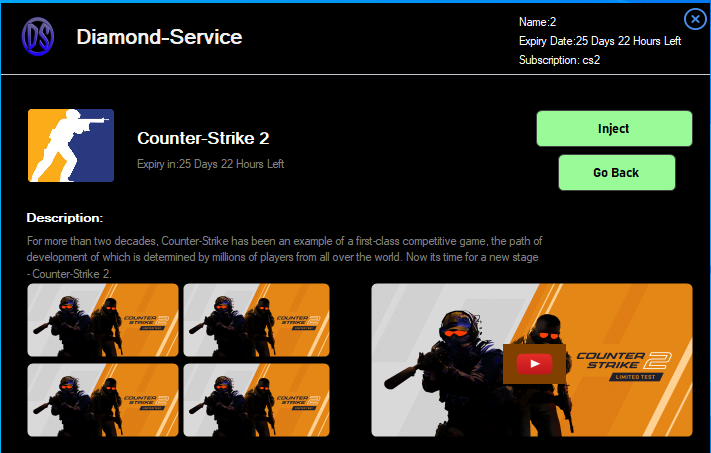 DS
Diamond-Service
Name:2
Expiry Date:25 Days 22 Hours Left
Subscription: cs2
Counter-Strike 2
Expiry in:25 Days 22 Hours Left
Inject
Go Back
Description:
For more than two decades, Counter-Strike has been an example of a first-class competitive game, the path of
development of which is determined by millions of players from all over the world. Now its time for a new stage
- Counter-Strike 2.
COUNTER
STRIKE 2
LIMITED TEST
COUNTER
STRIKE 2
LIMITED TEST
COUNTER
STRIKE 2
LIMITED TEST
COUNTER
STRIKE 2
LIMITED TEST
COUNTER
STRIKE 2
LIMITED TEST